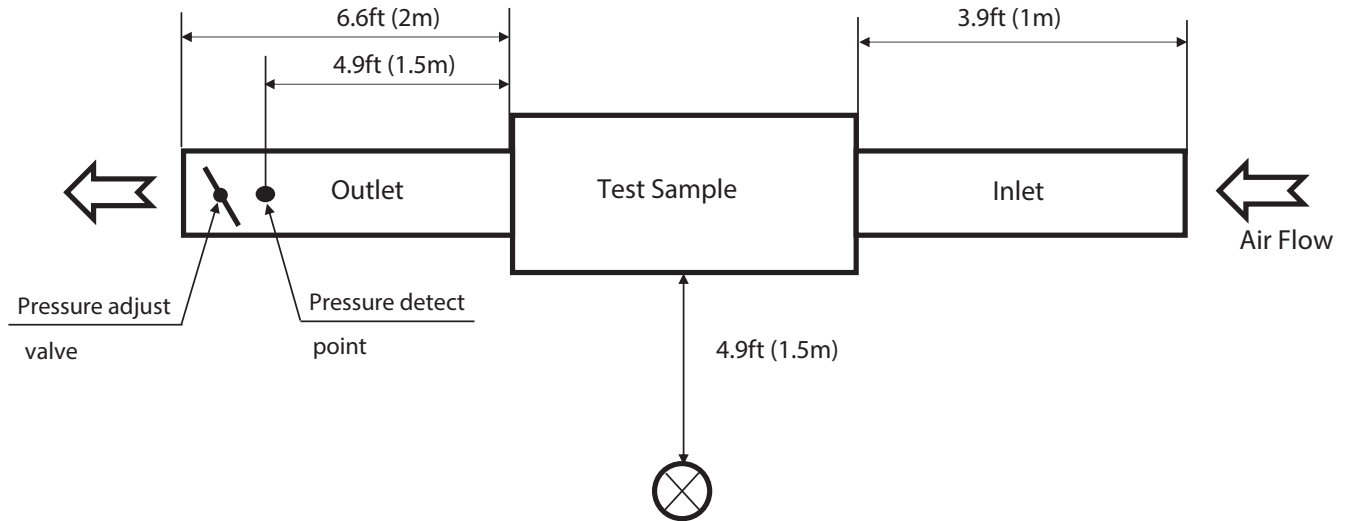 6.6ft (2m)
3.9ft (1m)
4.9ft (1.5m)
Outlet
Test Sample
Inlet
Air Flow
Pressure adjust
valve
Pressure detect
point
4.9ft (1.5m)